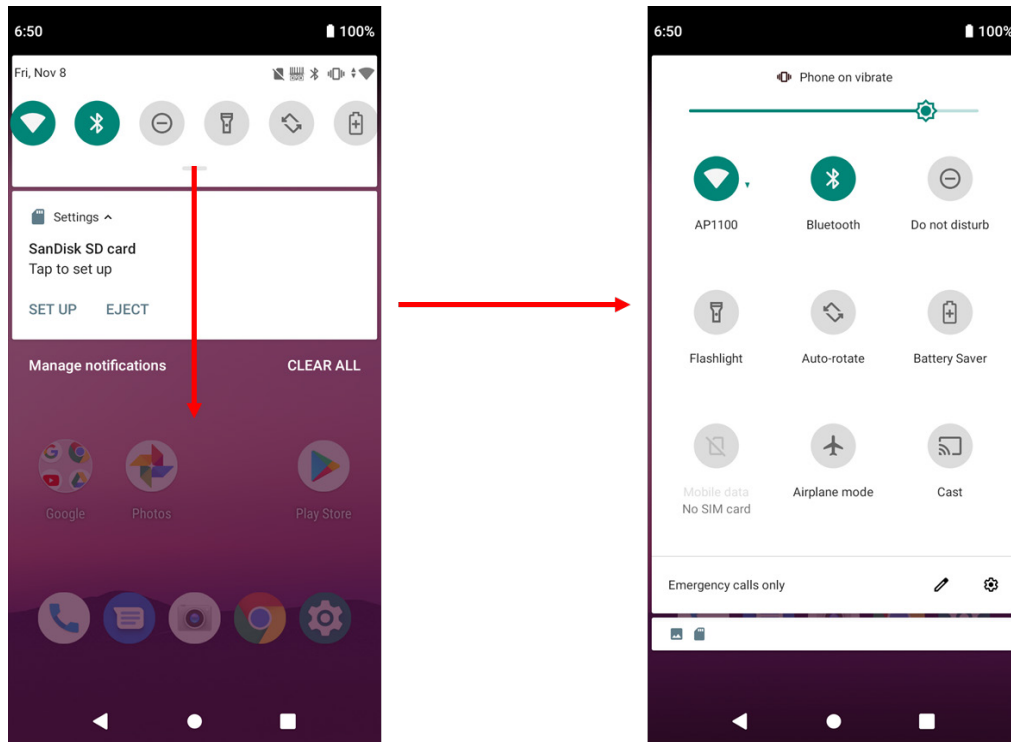 6:50
100%
Fri, Nov 8
Settings
SanDisk SD card
Tap to set up
SET UP EJECT
Manage notifications CLEAR ALL
Google Photos Play Store
6:50
100%
Phone on vibrate
AP1100 Bluetooth Do not disturb
Flashlight Auto-rotate Battery Saver
Mobile data Airplane mode Cast
No SIM card
Emergency calls only